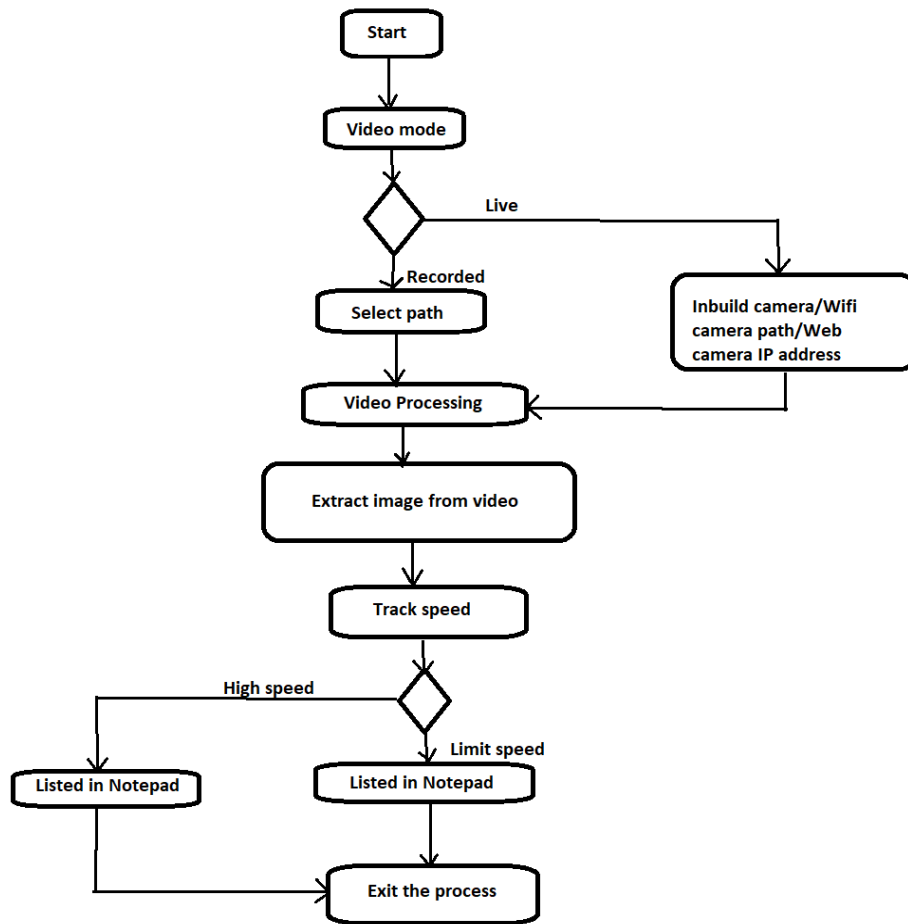 Start
Video mode
Live
Recorded
Select path
Inbuild camera/Wifi
camera path/Web
camera IP address
Video Processing
Extract image from video
Track speed
High speed
Limit speed
Listed in Notepad
Listed in Notepad
Exit the process